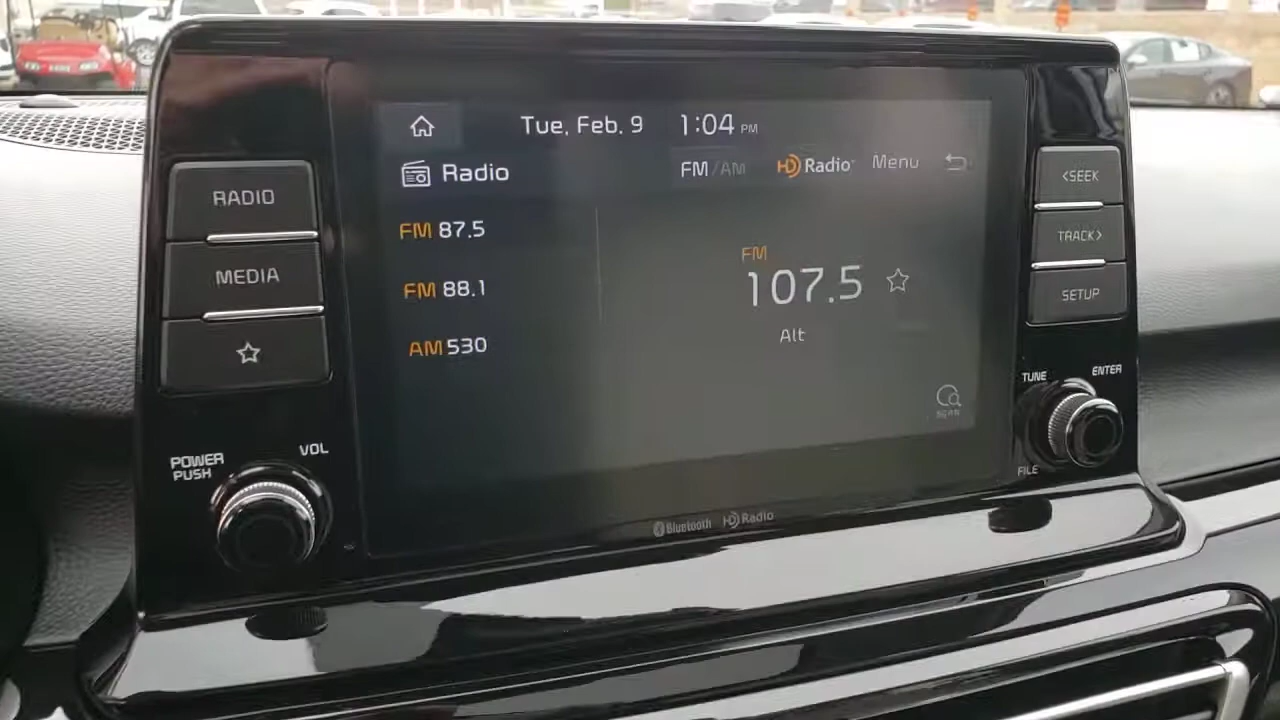 Tue, Feb. 9 1:04 PM
Radio FM/AM HD Radio Menu
FM 87.5
FM 88.1
AM 530
FM
107.5
Alt
SCAN
RADIO
MEDIA
POWER
PUSH
VOL
<SEEK
TRACK>
SETUP
TUNE
ENTER
FILE
Bluetooth HD Radio